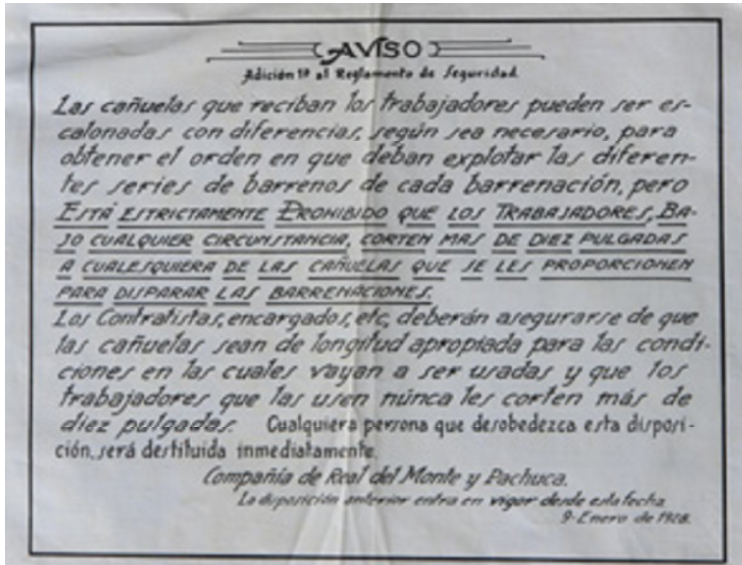 AVISO
Adición 1ª al Reglamento de Seguridad.
Las cañuelas que reciban los trabajadores pueden ser es-
calonadas con diferencias, según sea necesario, para
obtener el orden en que deban explotar las diferen-
tes series de barrenos de cada barrenación, pero
ESTÁ ESTRICTAMENTE PROHIBIDO QUE LOS TRABAJADORES, BA-
JO CUALQUIER CIRCUNSTANCIA, CORTEN MAS DE DIEZ PULGADAS
A CUALESQUIERA DE LAS CAÑUELAS QUE SE LES PROPORCIONEN
PARA DISPARAR LAS BARRENACIONES.
Los Contratistas, encargados, etc, deberán asegurarse de que
las cañuelas sean de longitud apropiada para las condi-
ciones en las cuales vayan a ser usadas y que los
trabajadores que las usen núnca les corten más de
diez pulgadas. Cualquiera persona que desobedezca esta disposi-
ción, será destituida inmediatamente.
Compañía de Real del Monte y Pachuca.
La disposición anterior entra en vigor desde esta fecha
9-Enero de 1928.